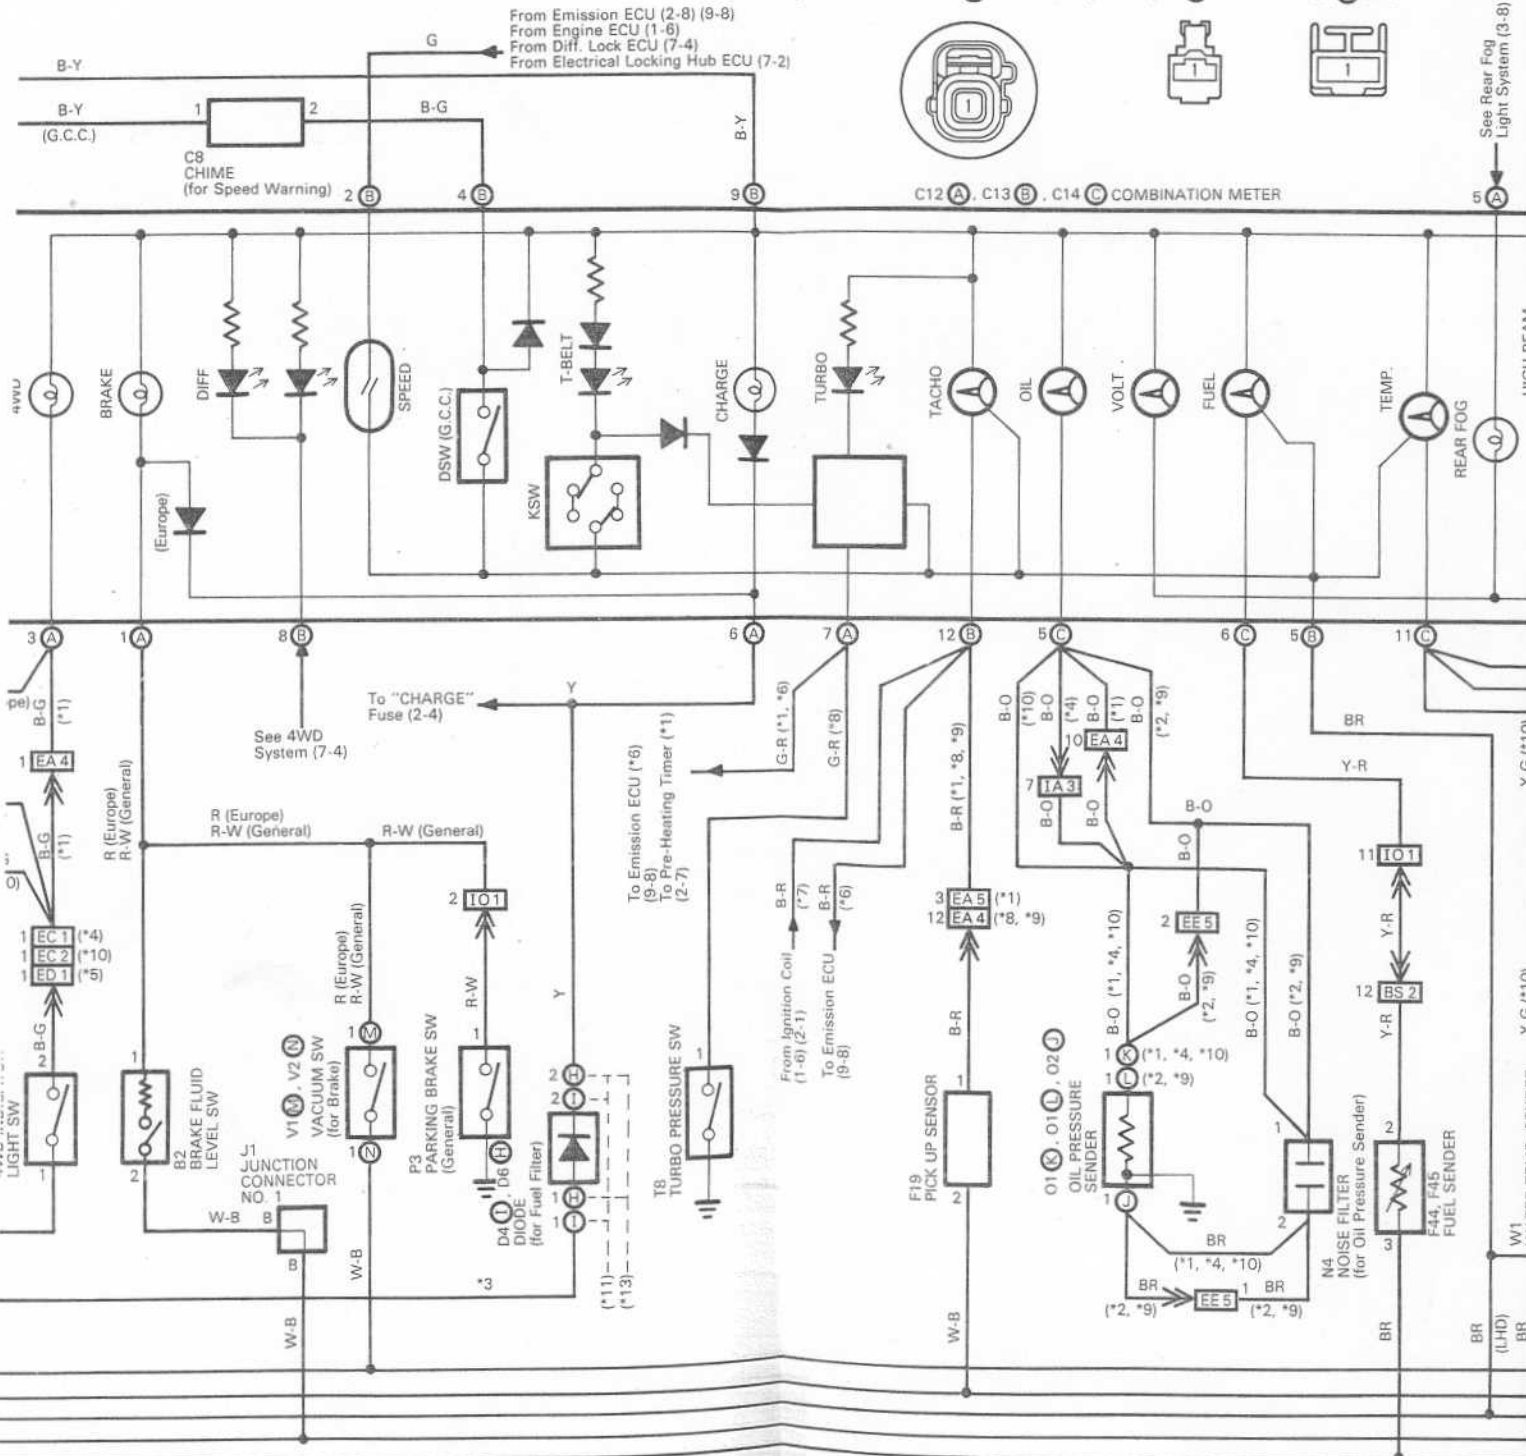 From Emission ECU (2-8) (9-8)
From Engine ECU (1-6)
From Diff. Lock ECU (7-4)
From Electrical Locking Hub ECU (7-2)
G
B-Y
B-Y
(G.C.C.)
1
2
B-G
B-Y
C8
CHIME
(for Speed Warning)
1
1
1
See Rear Fog
Light System (3-8)
2 B
4 B
9 B
C12 A , C13 B , C14 C COMBINATION METER
5 A
4WD
BRAKE
DIFF
SPEED
DSW (G.C.C.)
T-BELT
KSW
CHARGE
TURBO
TACHO
OIL
VOLT
FUEL
TEMP.
REAR FOG
(Europe)
3 A
1 A
8 B
6 A
7 A
12 B
5 C
6 C
5 B
11 C
B-G
(*1)
1 EA 4
B-G
(*1)
1 EC 1 (*4)
1 EC 2 (*10)
1 ED 1 (*5)
B-G
2
LIGHT SW
1
R (Europe)
R-W (General)
R (Europe)
R-W (General)
R-W (General)
See 4WD
System (7-4)
To "CHARGE"
Fuse (2-4)
Y
2 IO 1
R (Europe)
R-W (General)
R-W
Y
1
B2
BRAKE FLUID
LEVEL SW
2
V1 M , V2 N
VACUUM SW
(for Brake)
1 M
1 N
1
P3
PARKING BRAKE SW
(General)
J1
JUNCTION
CONNECTOR
NO. 1
W-B
B
B
W-B
W-B
2 H
2 I
1 H
1 I
D4 I , D6 H
DIODE
(for Fuel Filter)
*3
(*11)
(*13)
To Emission ECU (*6)
(9-8)
To Pre-Heating Timer (*1)
(2-7)
G-R (*1, *6)
G-R (*8)
1
T8
TURBO PRESSURE SW
B-R
(*7)
B-R
(*6)
From Ignition Coil
(1-6) (2-1)
To Emission ECU
(9-8)
B-R (*1, *8, *9)
3 EA 5 (*1)
12 EA 4 (*8, *9)
B-R
1
F19
PICK UP SENSOR
2
W-B
B-O
(*10)
B-O
(*4)
B-O
(*1)
B-O
(*2, *9)
10 EA 4
7 IA 3
B-O
B-O
B-O
B-O
2 EE 5
B-O
(*2, *9)
B-O (*1, *4, *10)
B-O (*1, *4, *10)
B-O (*2, *9)
1 K (*1, *4, *10)
1 L (*2, *9)
O1 K , O1 L , O2 J
OIL PRESSURE
SENDER
1 J
BR
(*1, *4, *10)
BR
(*2, *9)
EE 5
1
BR
(*2, *9)
1
2
N4
NOISE FILTER
(for Oil Pressure Sender)
BR
Y-R
11 IO 1
Y-R
12 BS 2
Y-R
2
F44, F45
FUEL SENDER
3
BR
BR
(LHD)
W1
BR